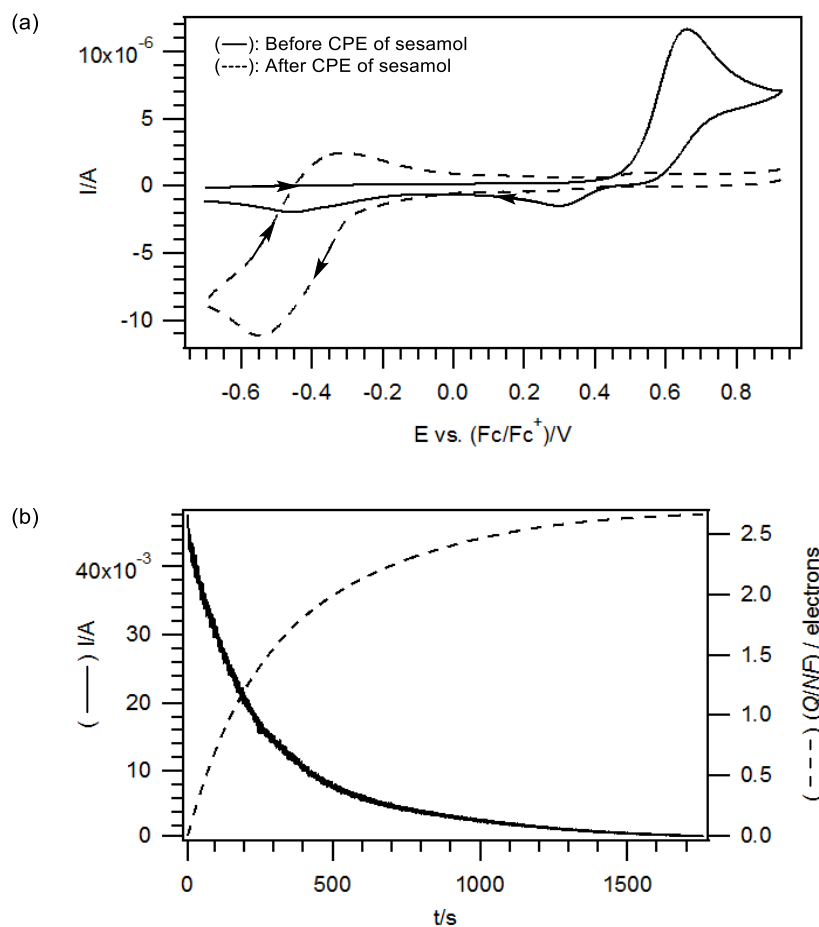 (a)
(—): Before CPE of sesamol
(----): After CPE of sesamol
10x10⁻⁶
5
0
-5
-10
I/A
-0.6 -0.4 -0.2 0.0 0.2 0.4 0.6 0.8
E vs. (Fc/Fc⁺)/V
(b)
40x10⁻³
30
20
10
0
(—) I/A
2.5
2.0
1.5
1.0
0.5
0.0
(---) (Q/NF) / electrons
0 500 1000 1500
t/s